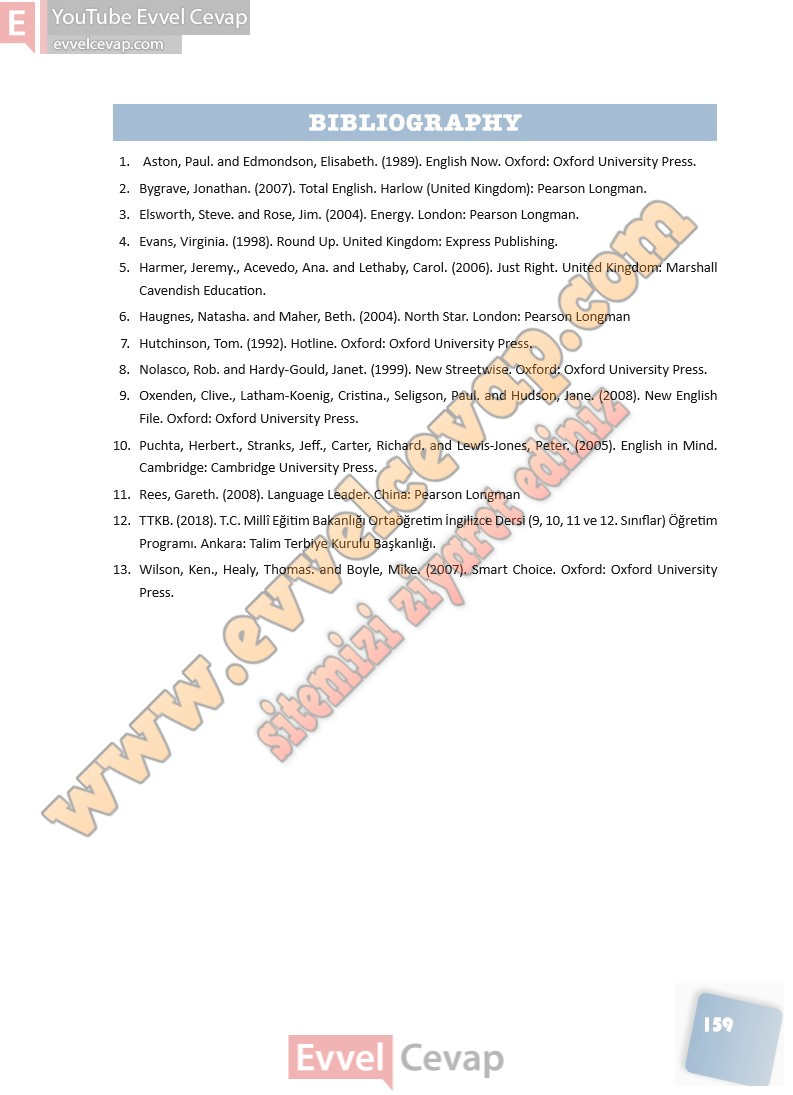 E YouTube Evvel Cevap
evvelcevap.com
BIBLIOGRAPHY
1. Aston, Paul. and Edmondson, Elisabeth. (1989). English Now. Oxford: Oxford University Press.
2. Bygrave, Jonathan. (2007). Total English. Harlow (United Kingdom): Pearson Longman.
3. Elsworth, Steve. and Rose, Jim. (2004). Energy. London: Pearson Longman.
4. Evans, Virginia. (1998). Round Up. United Kingdom: Express Publishing.
5. Harmer, Jeremy., Acevedo, Ana. and Lethaby, Carol. (2006). Just Right. United Kingdom: Marshall
Cavendish Education.
6. Haugnes, Natasha. and Maher, Beth. (2004). North Star. London: Pearson Longman
7. Hutchinson, Tom. (1992). Hotline. Oxford: Oxford University Press.
8. Nolasco, Rob. and Hardy-Gould, Janet. (1999). New Streetwise. Oxford: Oxford University Press.
9. Oxenden, Clive., Latham-Koenig, Cristina., Seligson, Paul. and Hudson, Jane. (2008). New English
File. Oxford: Oxford University Press.
10. Puchta, Herbert., Stranks, Jeff., Carter, Richard. and Lewis-Jones, Peter. (2005). English in Mind.
Cambridge: Cambridge University Press.
11. Rees, Gareth. (2008). Language Leader. China: Pearson Longman
12. TTKB. (2018). T.C. Millî Eğitim Bakanlığı Ortaöğretim İngilizce Dersi (9, 10, 11 ve 12. Sınıflar) Öğretim
Programı. Ankara: Talim Terbiye Kurulu Başkanlığı.
13. Wilson, Ken., Healy, Thomas. and Boyle, Mike. (2007). Smart Choice. Oxford: Oxford University
Press.
www.evvelcevap.com
sitemizi ziyaret ediniz
159
Evvel Cevap